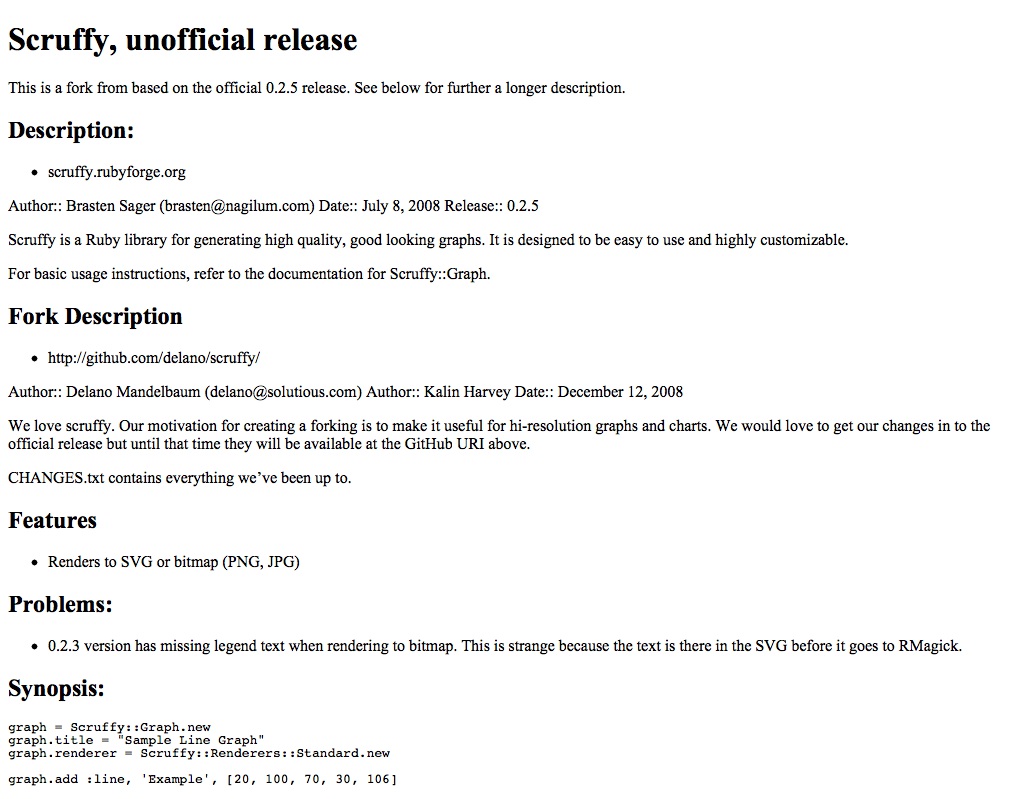 Scruffy, unofficial release
This is a fork from based on the official 0.2.5 release. See below for further a longer description.
Description:
• scruffy.rubyforge.org
Author:: Brasten Sager (brasten@nagilum.com) Date:: July 8, 2008 Release:: 0.2.5
Scruffy is a Ruby library for generating high quality, good looking graphs. It is designed to be easy to use and highly customizable.
For basic usage instructions, refer to the documentation for Scruffy::Graph.
Fork Description
• http://github.com/delano/scruffy/
Author:: Delano Mandelbaum (delano@solutious.com) Author:: Kalin Harvey Date:: December 12, 2008
We love scruffy. Our motivation for creating a forking is to make it useful for hi-resolution graphs and charts. We would love to get our changes in to the
official release but until that time they will be available at the GitHub URI above.
CHANGES.txt contains everything we’ve been up to.
Features
• Renders to SVG or bitmap (PNG, JPG)
Problems:
• 0.2.3 version has missing legend text when rendering to bitmap. This is strange because the text is there in the SVG before it goes to RMagick.
Synopsis:
graph = Scruffy::Graph.new
graph.title = "Sample Line Graph"
graph.renderer = Scruffy::Renderers::Standard.new
graph.add :line, 'Example', [20, 100, 70, 30, 106]